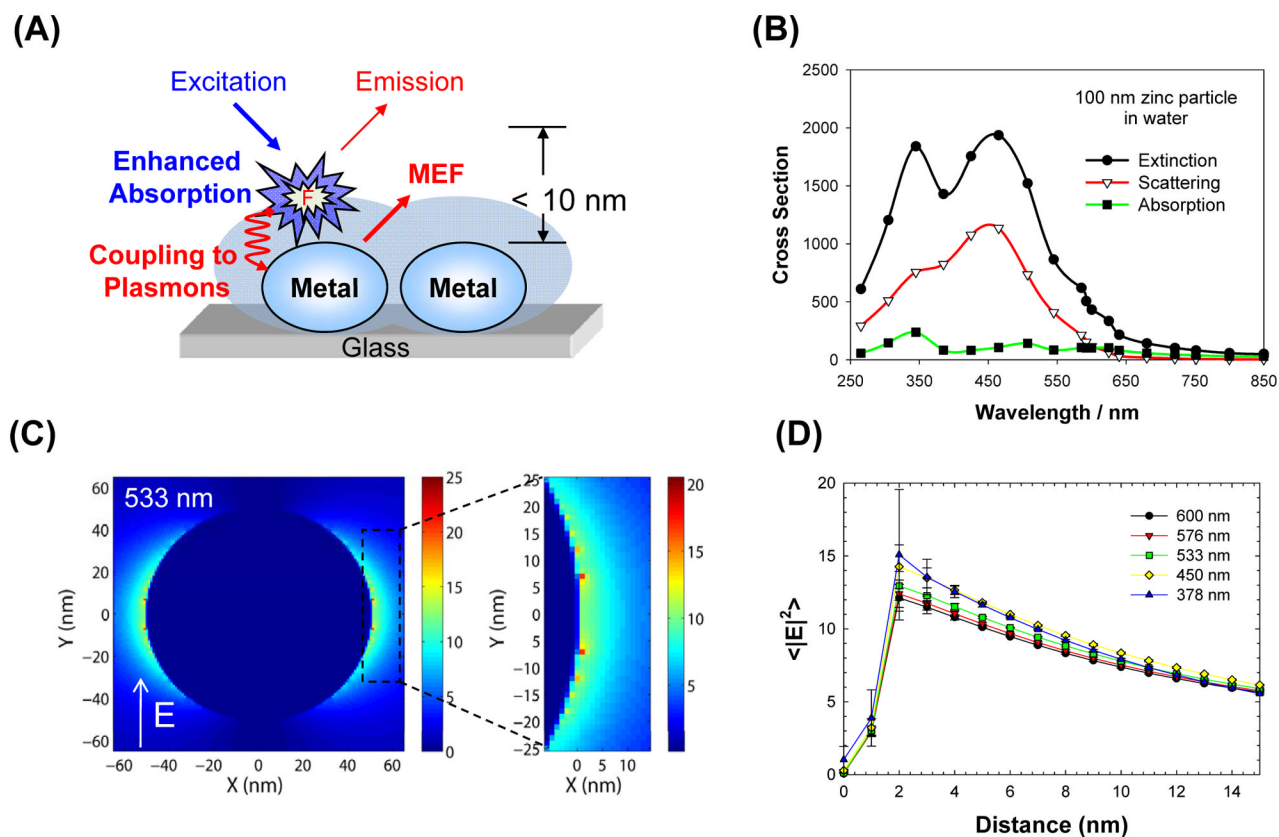 (A)
Excitation
Emission
Enhanced
Absorption
F
MEF
< 10 nm
Coupling to
Plasmons
Metal
Metal
Glass
(B)
2500
2000
1500
1000
500
0
Cross Section
100 nm zinc particle
in water
Extinction
Scattering
Absorption
250 350 450 550 650 750 850
Wavelength / nm
(C)
533 nm
E
60
40
20
0
−20
−40
−60
Y (nm)
−60 −40 −20 0 20 40 60
X (nm)
25
20
15
10
5
0
25
20
15
10
5
0
−5
−10
−15
−20
−25
Y (nm)
0 5 10
X (nm)
20
15
10
5
(D)
20
15
10
5
0
<|E|²>
600 nm
576 nm
533 nm
450 nm
378 nm
0 2 4 6 8 10 12 14
Distance (nm)